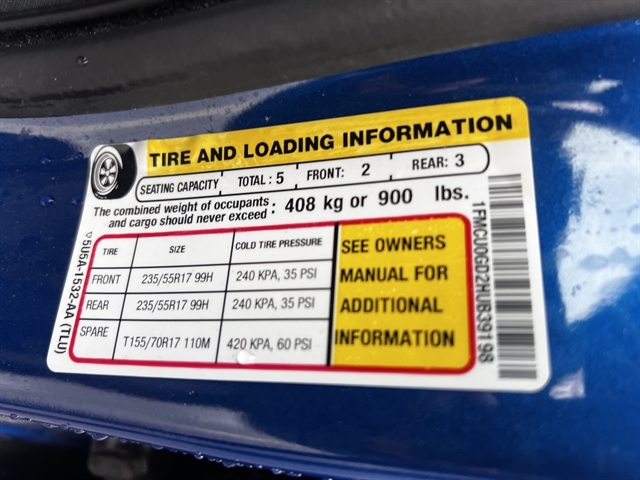 TIRE AND LOADING INFORMATION
SEATING CAPACITY TOTAL : 5 FRONT: 2 REAR: 3
The combined weight of occupants and cargo should never exceed : 408 kg or 900 lbs.
TIRE SIZE COLD TIRE PRESSURE
FRONT 235/55R17 99H 240 KPA, 35 PSI
REAR 235/55R17 99H 240 KPA, 35 PSI
SPARE T155/70R17 110M 420 KPA, 60 PSI
SEE OWNERS
MANUAL FOR
ADDITIONAL
INFORMATION
▽5U5A-1532-AA (TLU)
1FMCU0GD2HUB39198